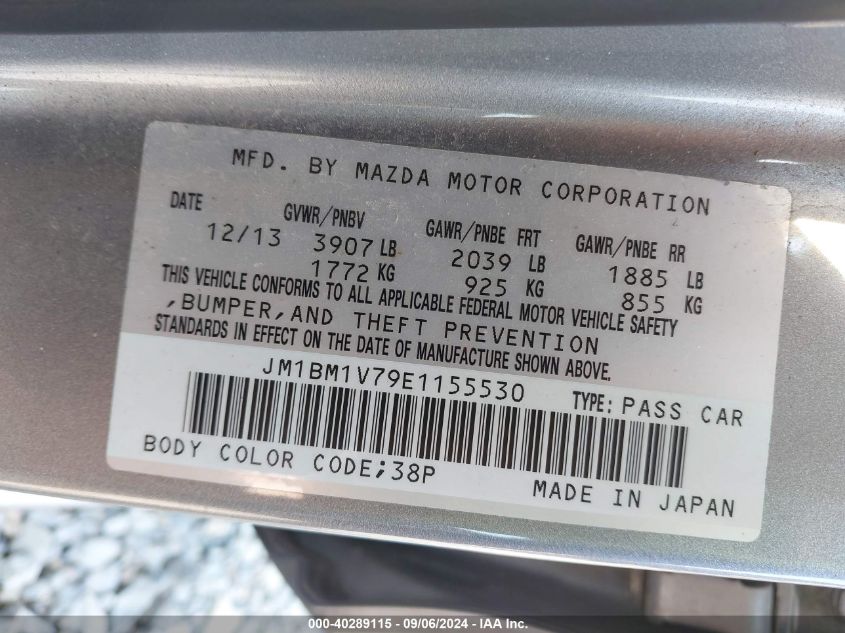 MFD. BY MAZDA MOTOR CORPORATION
DATE GVWR/PNBV GAWR/PNBE FRT GAWR/PNBE RR
12/13 3907 LB 2039 LB 1885 LB
1772 KG 925 KG 855 KG
THIS VEHICLE CONFORMS TO ALL APPLICABLE FEDERAL MOTOR VEHICLE SAFETY
,BUMPER,AND THEFT PREVENTION
STANDARDS IN EFFECT ON THE DATE OF MANUFACTURE SHOWN ABOVE.
JM1BM1V79E1155530 TYPE: PASS CAR
BODY COLOR CODE;38P
MADE IN JAPAN
000-40289115 - 09/06/2024 - IAA Inc.